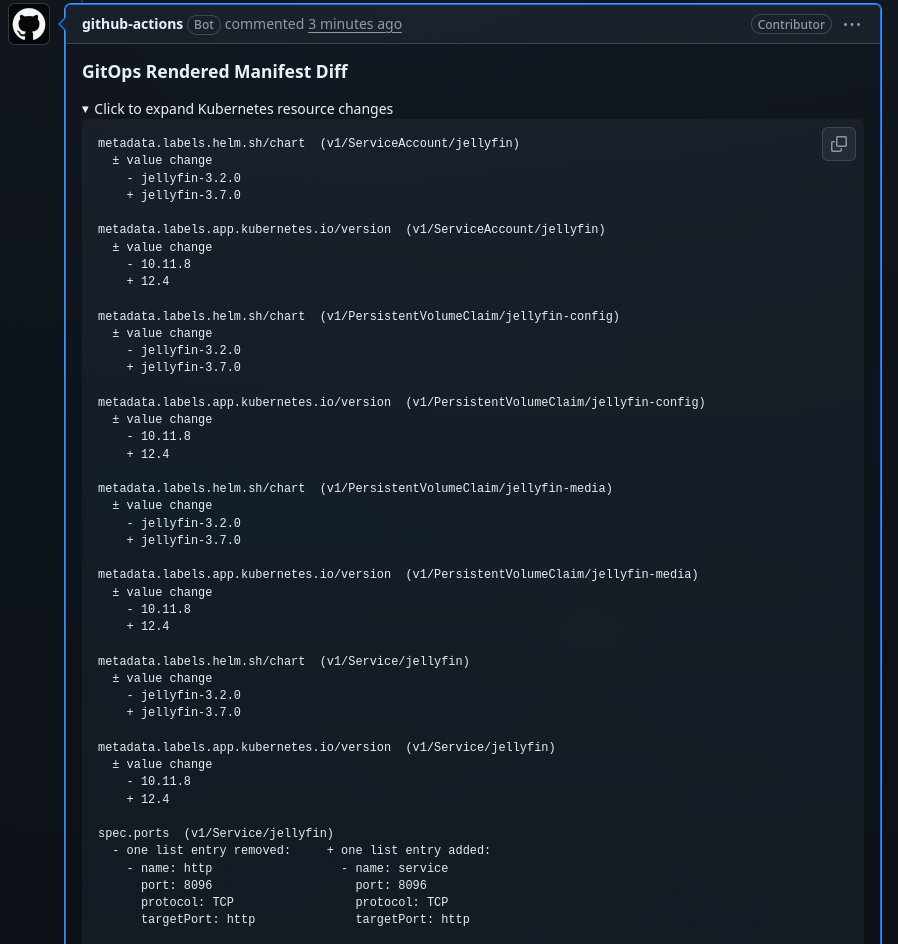 github-actions Bot commented 3 minutes ago Contributor ...
GitOps Rendered Manifest Diff
▾ Click to expand Kubernetes resource changes
metadata.labels.helm.sh/chart  (v1/ServiceAccount/jellyfin)
  ± value change
    - jellyfin-3.2.0
    + jellyfin-3.7.0

metadata.labels.app.kubernetes.io/version  (v1/ServiceAccount/jellyfin)
  ± value change
    - 10.11.8
    + 12.4

metadata.labels.helm.sh/chart  (v1/PersistentVolumeClaim/jellyfin-config)
  ± value change
    - jellyfin-3.2.0
    + jellyfin-3.7.0

metadata.labels.app.kubernetes.io/version  (v1/PersistentVolumeClaim/jellyfin-config)
  ± value change
    - 10.11.8
    + 12.4

metadata.labels.helm.sh/chart  (v1/PersistentVolumeClaim/jellyfin-media)
  ± value change
    - jellyfin-3.2.0
    + jellyfin-3.7.0

metadata.labels.app.kubernetes.io/version  (v1/PersistentVolumeClaim/jellyfin-media)
  ± value change
    - 10.11.8
    + 12.4

metadata.labels.helm.sh/chart  (v1/Service/jellyfin)
  ± value change
    - jellyfin-3.2.0
    + jellyfin-3.7.0

metadata.labels.app.kubernetes.io/version  (v1/Service/jellyfin)
  ± value change
    - 10.11.8
    + 12.4

spec.ports  (v1/Service/jellyfin)
  - one list entry removed:     + one list entry added:
    - name: http                  - name: service
      port: 8096                    port: 8096
      protocol: TCP                 protocol: TCP
      targetPort: http              targetPort: http